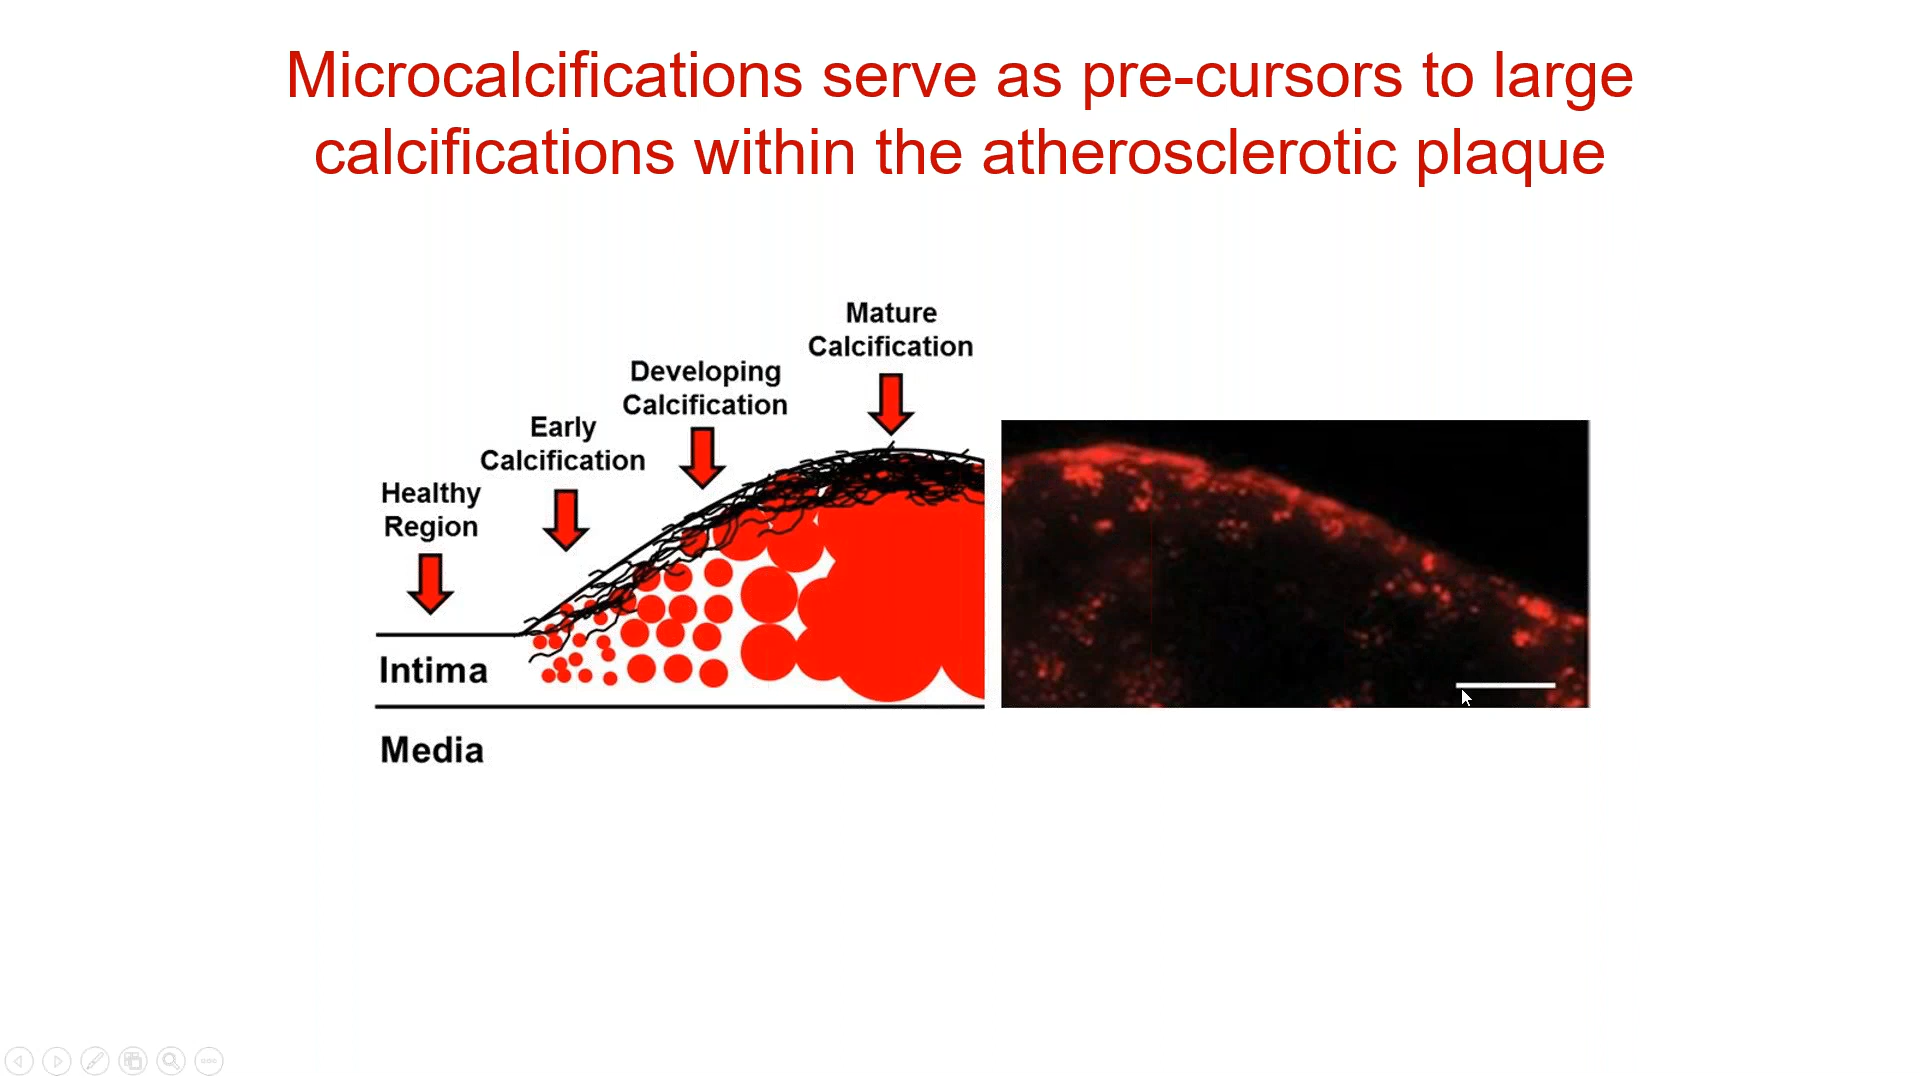 Microcalcifications serve as pre-cursors to large
calcifications within the atherosclerotic plaque
Mature
Calcification
Developing
Calcification
Early
Calcification
Healthy
Region
Intima
Media